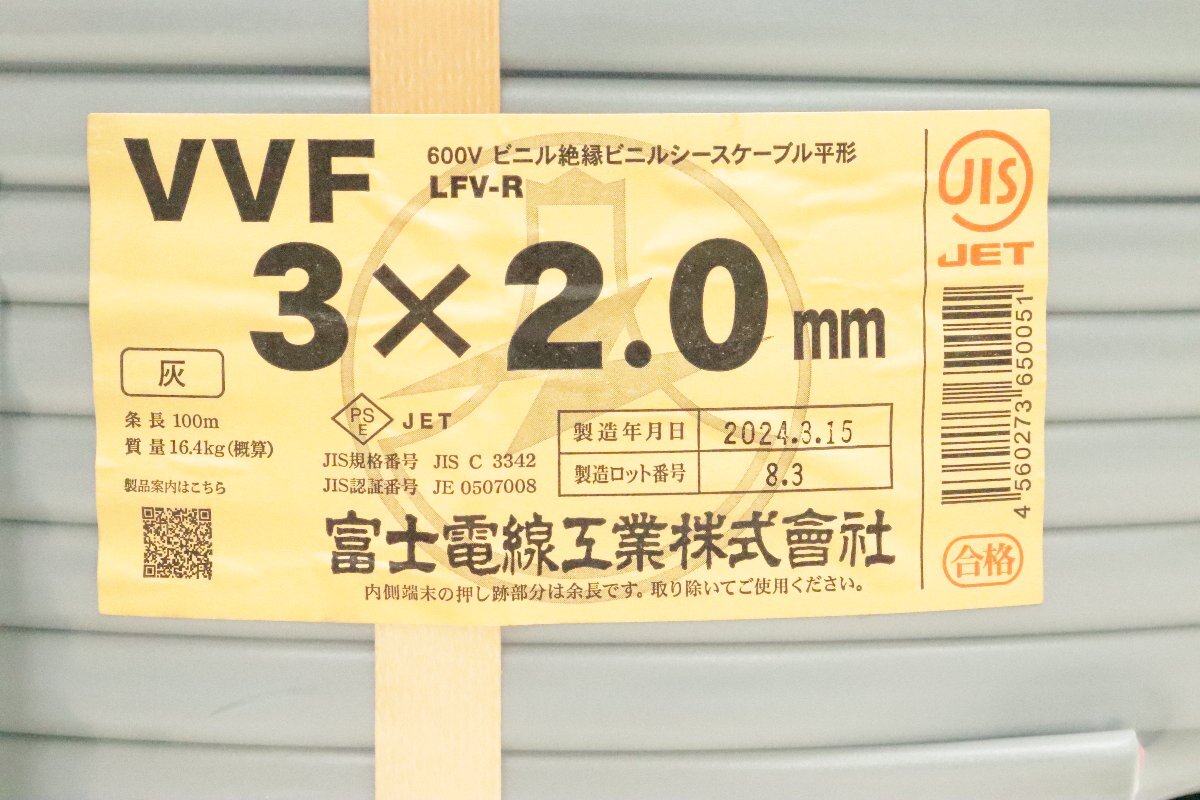 VVF
600V ビニル絶縁ビニルシースケーブル平形
LFV-R
3×2.0mm
灰
条長 100m
質量 16.4kg(概算)
製品案内はこちら
PS
E
JET
JIS規格番号 JIS C 3342
JIS認証番号 JE 0507008
製造年月日 2024.3.15
製造ロット番号 8.3
富士電線工業株式會社
内側端末の押し跡部分は余長です。取り除いてご使用ください。
JIS
JET
4560273650051
合格